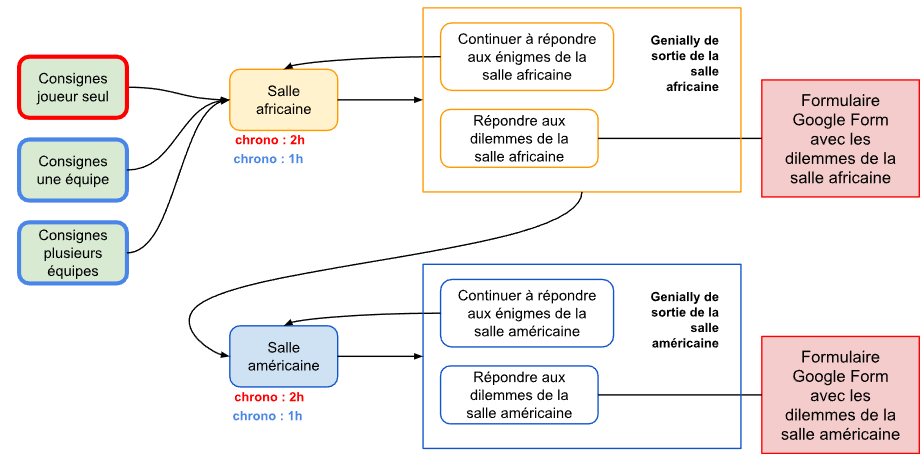 Consignes
joueur seul
Consignes
une équipe
Consignes
plusieurs
équipes
Salle
africaine
chrono : 2h
chrono : 1h
Continuer à répondre
aux énigmes de la
salle africaine
Répondre aux
dilemmes de la
salle africaine
Genially de
sortie de la
salle
africaine
Formulaire
Google Form
avec les
dilemmes de la
salle africaine
Salle
américaine
chrono : 2h
chrono : 1h
Continuer à répondre
aux énigmes de la
salle américaine
Répondre aux
dilemmes de la
salle américaine
Genially de
sortie de la
salle
américaine
Formulaire
Google Form
avec les
dilemmes de la
salle américaine